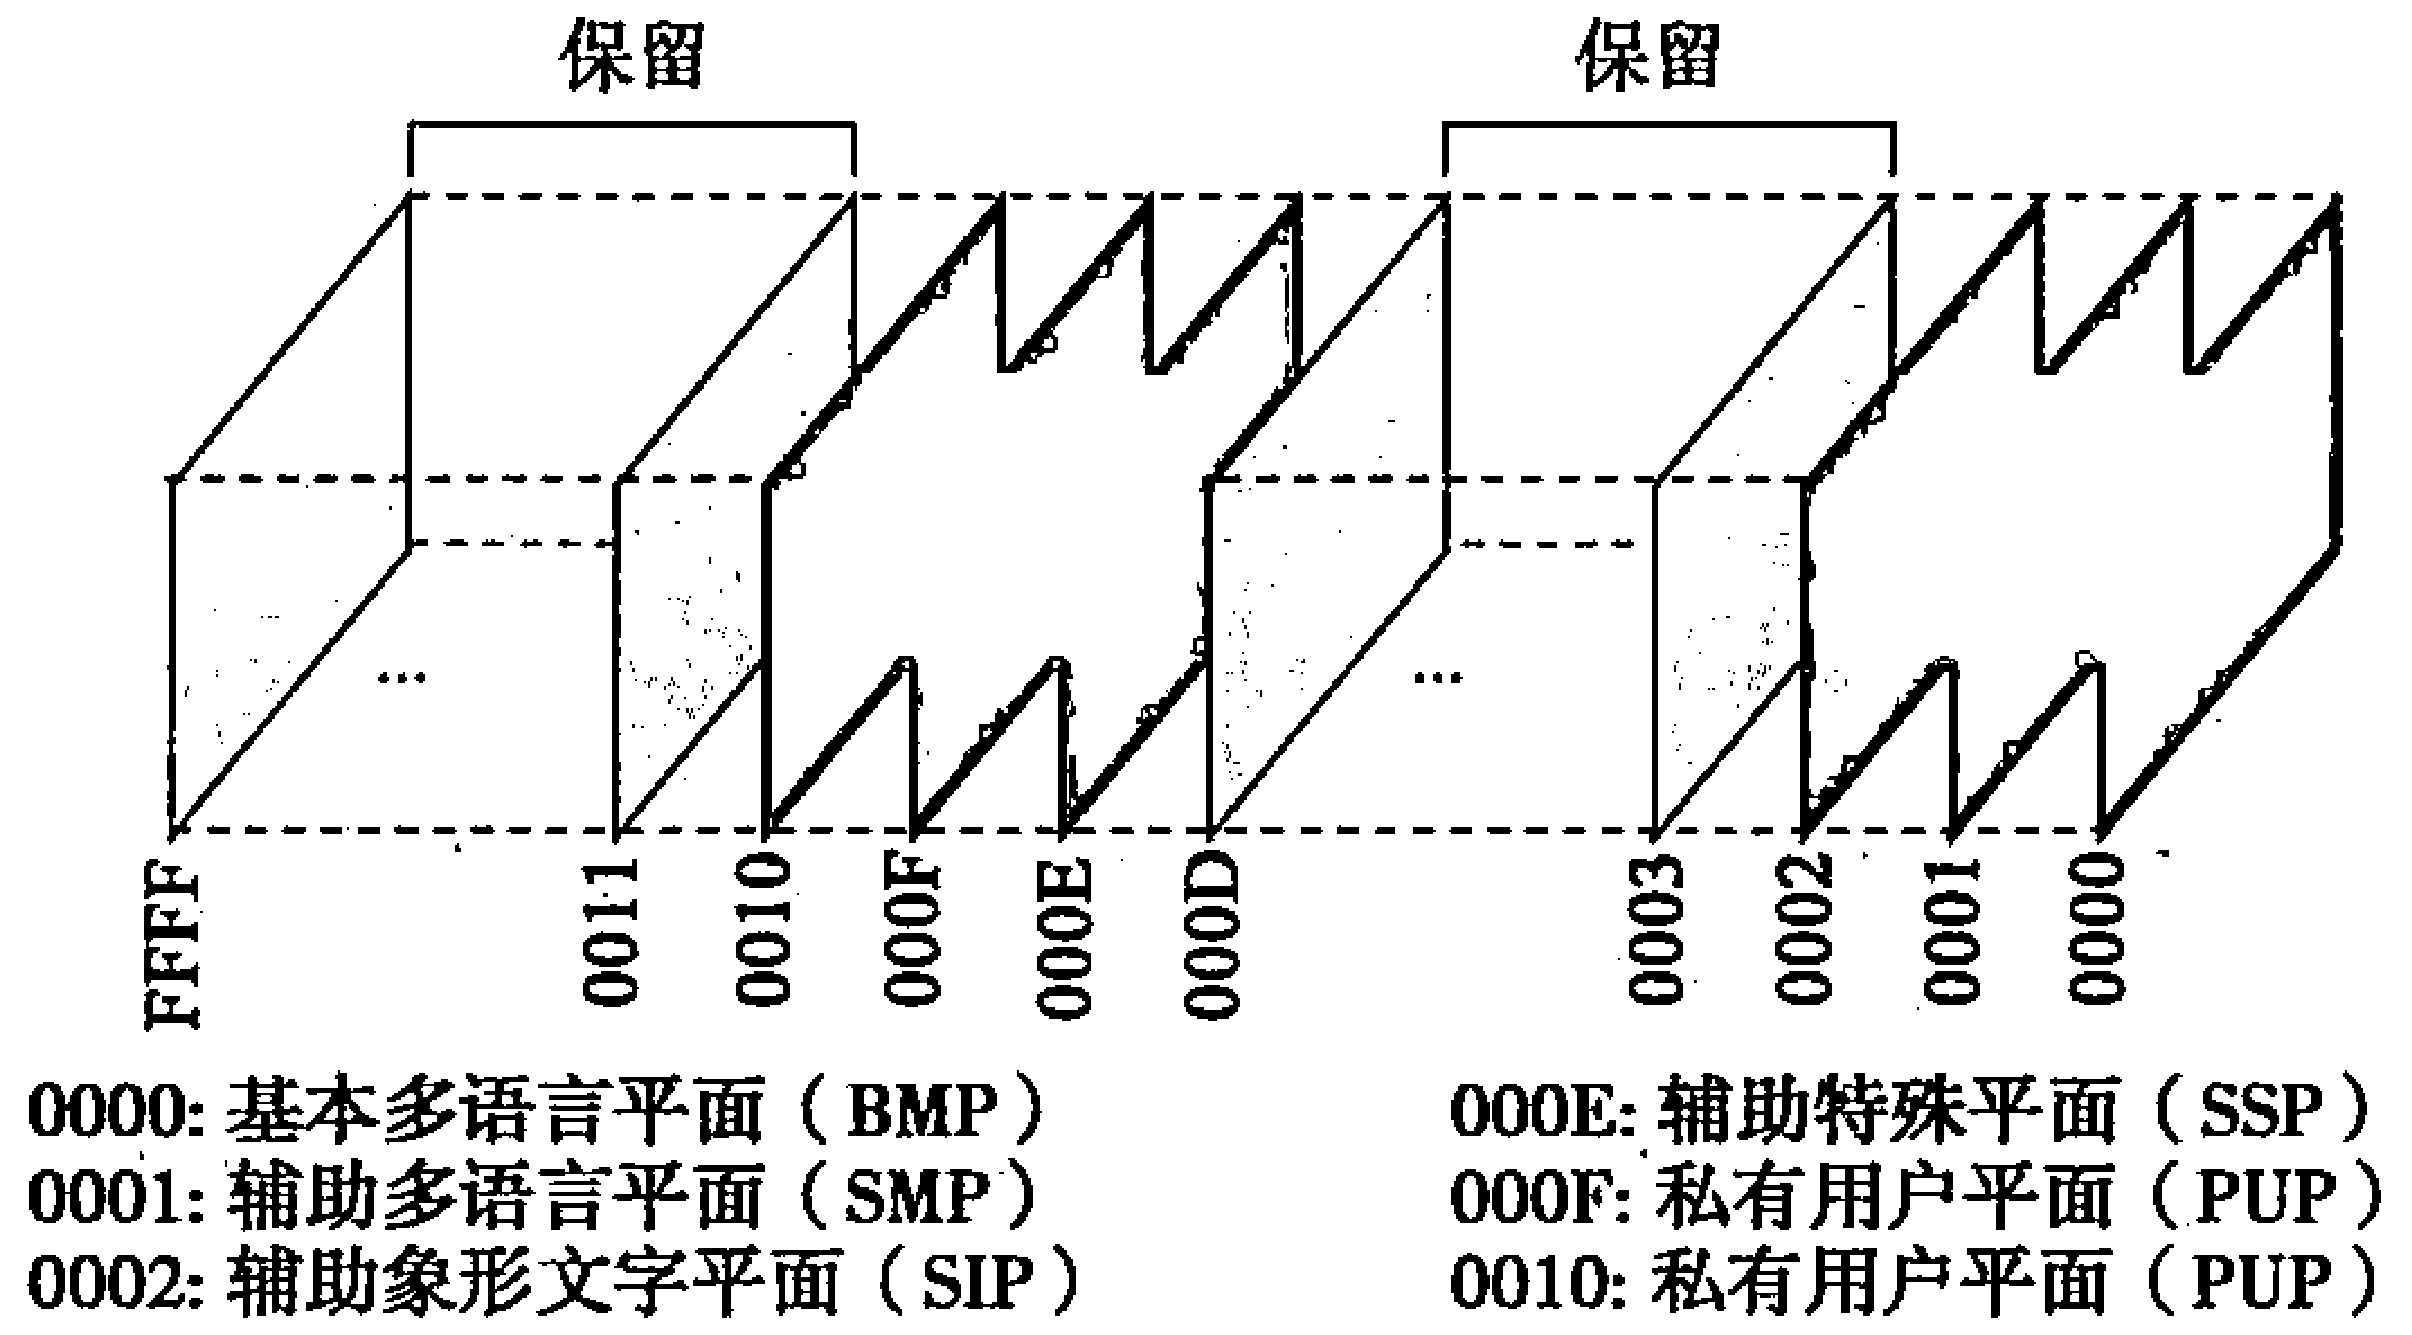 保留 保留
... ...
FFFF 0011 0010 000F 000E 000D 0003 0002 0001 0000
0000: 基本多语言平面（BMP） 000E: 辅助特殊平面（SSP）
0001: 辅助多语言平面（SMP） 000F: 私有用户平面（PUP）
0002: 辅助象形文字平面（SIP） 0010: 私有用户平面（PUP）